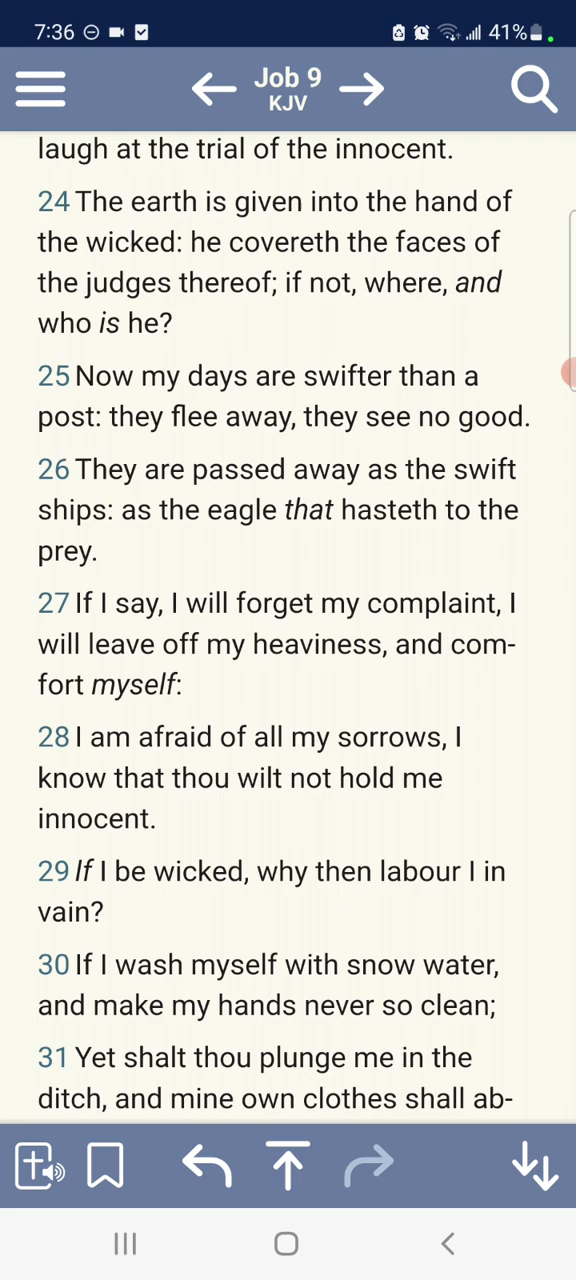 7:36
41%
Job 9
KJV
laugh at the trial of the innocent.
24 The earth is given into the hand of
the wicked: he covereth the faces of
the judges thereof; if not, where, and
who is he?
25 Now my days are swifter than a
post: they flee away, they see no good.
26 They are passed away as the swift
ships: as the eagle that hasteth to the
prey.
27 If I say, I will forget my complaint, I
will leave off my heaviness, and com-
fort myself:
28 I am afraid of all my sorrows, I
know that thou wilt not hold me
innocent.
29 If I be wicked, why then labour I in
vain?
30 If I wash myself with snow water,
and make my hands never so clean;
31 Yet shalt thou plunge me in the
ditch, and mine own clothes shall ab-